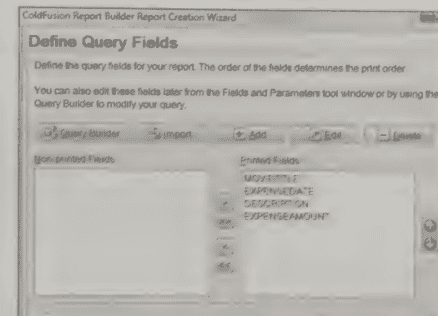 ColdFusion Report Builder Report Creation Wizard
Define Query Fields
Define the query fields for your report. The order of the fields determines the print order
You can also edit these fields later from the Fields and Parameters tool window or by using the
Query Builder to modify your query.
Query Builder Import Add Edit Delete
Non-printed Fields Printed Fields
MOVIETITLE
EXPENSEDATE
DESCRIPTION
EXPENSEAMOUNT